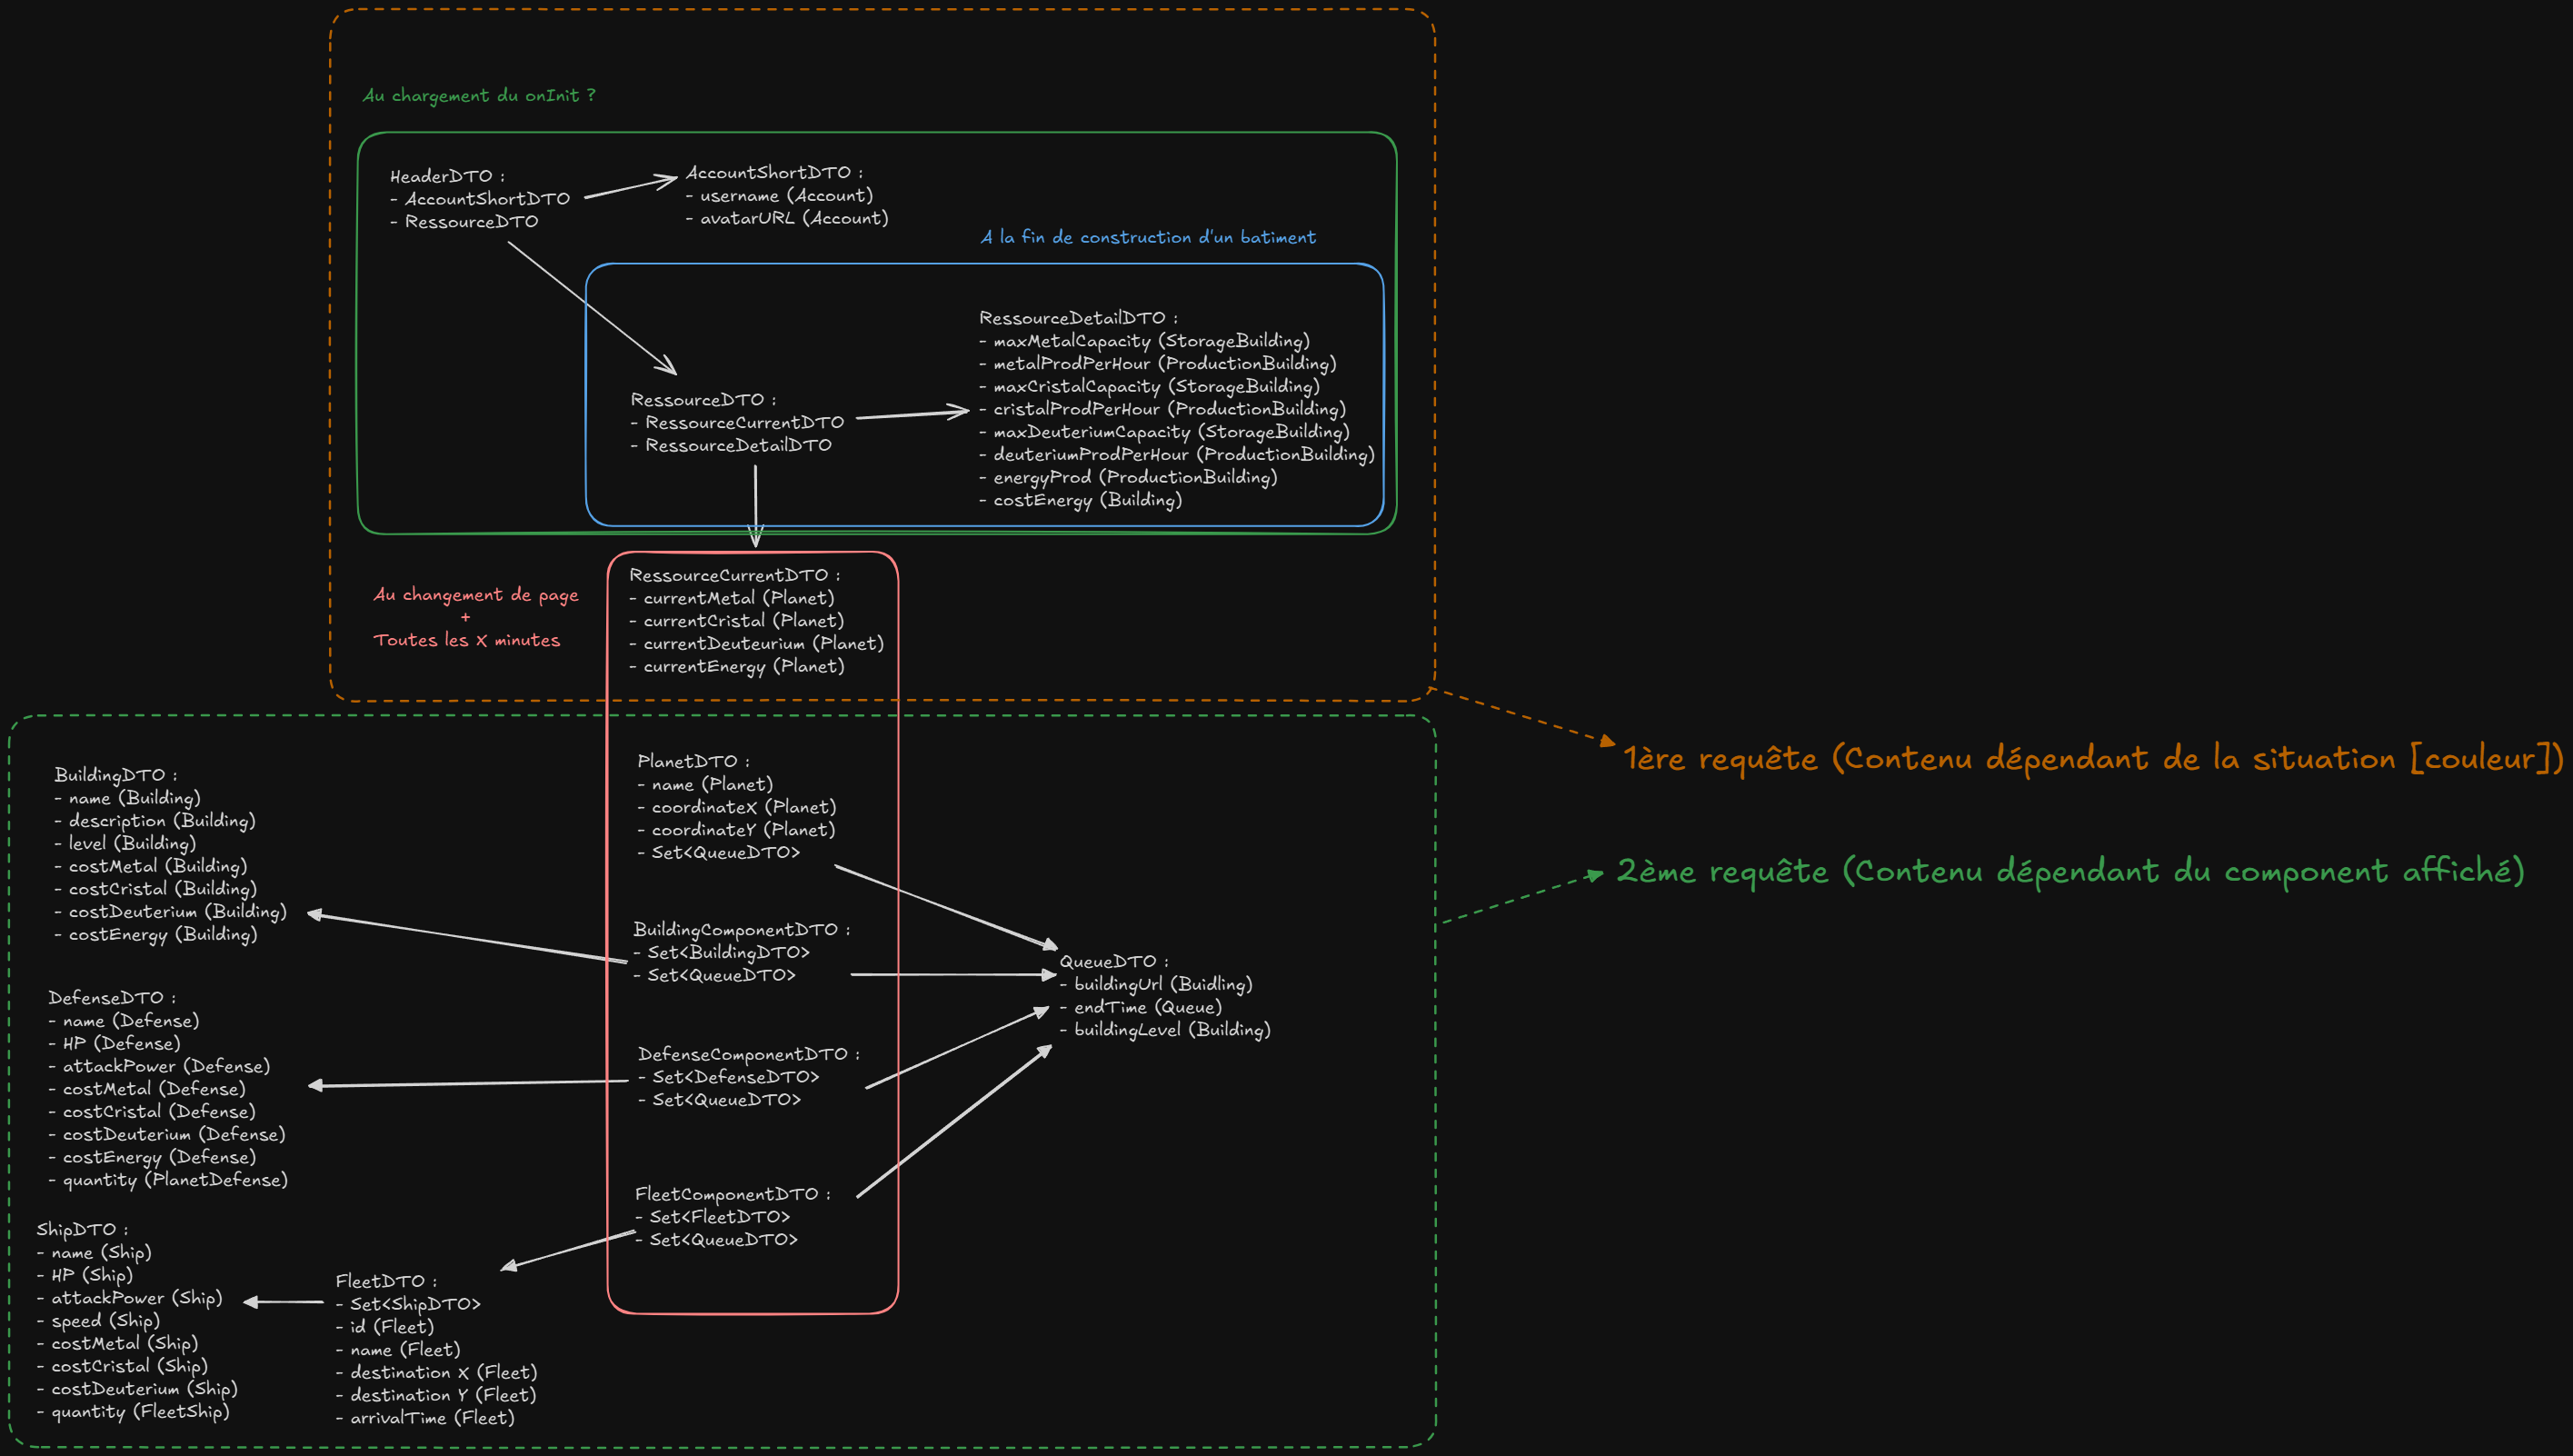 Au chargement du onInit ?
HeaderDTO :
- AccountShortDTO
- RessourceDTO
AccountShortDTO :
- username (Account)
- avatarURL (Account)
A la fin de construction d'un batiment
RessourceDTO :
- RessourceCurrentDTO
- RessourceDetailDTO
RessourceDetailDTO :
- maxMetalCapacity (StorageBuilding)
- metalProdPerHour (ProductionBuilding)
- maxCristalCapacity (StorageBuilding)
- cristalProdPerHour (ProductionBuilding)
- maxDeuteriumCapacity (StorageBuilding)
- deuteriumProdPerHour (ProductionBuilding)
- energyProd (ProductionBuilding)
- costEnergy (Building)
Au changement de page
+
Toutes les X minutes
RessourceCurrentDTO :
- currentMetal (Planet)
- currentCristal (Planet)
- currentDeuteurium (Planet)
- currentEnergy (Planet)
1ère requête (Contenu dépendant de la situation [couleur])
2ème requête (Contenu dépendant du component affiché)
BuildingDTO :
- name (Building)
- description (Building)
- level (Building)
- costMetal (Building)
- costCristal (Building)
- costDeuterium (Building)
- costEnergy (Building)
PlanetDTO :
- name (Planet)
- coordinateX (Planet)
- coordinateY (Planet)
- Set<QueueDTO>
BuildingComponentDTO :
- Set<BuildingDTO>
- Set<QueueDTO>
QueueDTO :
- buildingUrl (Buidling)
- endTime (Queue)
- buildingLevel (Building)
DefenseDTO :
- name (Defense)
- HP (Defense)
- attackPower (Defense)
- costMetal (Defense)
- costCristal (Defense)
- costDeuterium (Defense)
- costEnergy (Defense)
- quantity (PlanetDefense)
DefenseComponentDTO :
- Set<DefenseDTO>
- Set<QueueDTO>
FleetComponentDTO :
- Set<FleetDTO>
- Set<QueueDTO>
ShipDTO :
- name (Ship)
- HP (Ship)
- attackPower (Ship)
- speed (Ship)
- costMetal (Ship)
- costCristal (Ship)
- costDeuterium (Ship)
- quantity (FleetShip)
FleetDTO :
- Set<ShipDTO>
- id (Fleet)
- name (Fleet)
- destination X (Fleet)
- destination Y (Fleet)
- arrivalTime (Fleet)